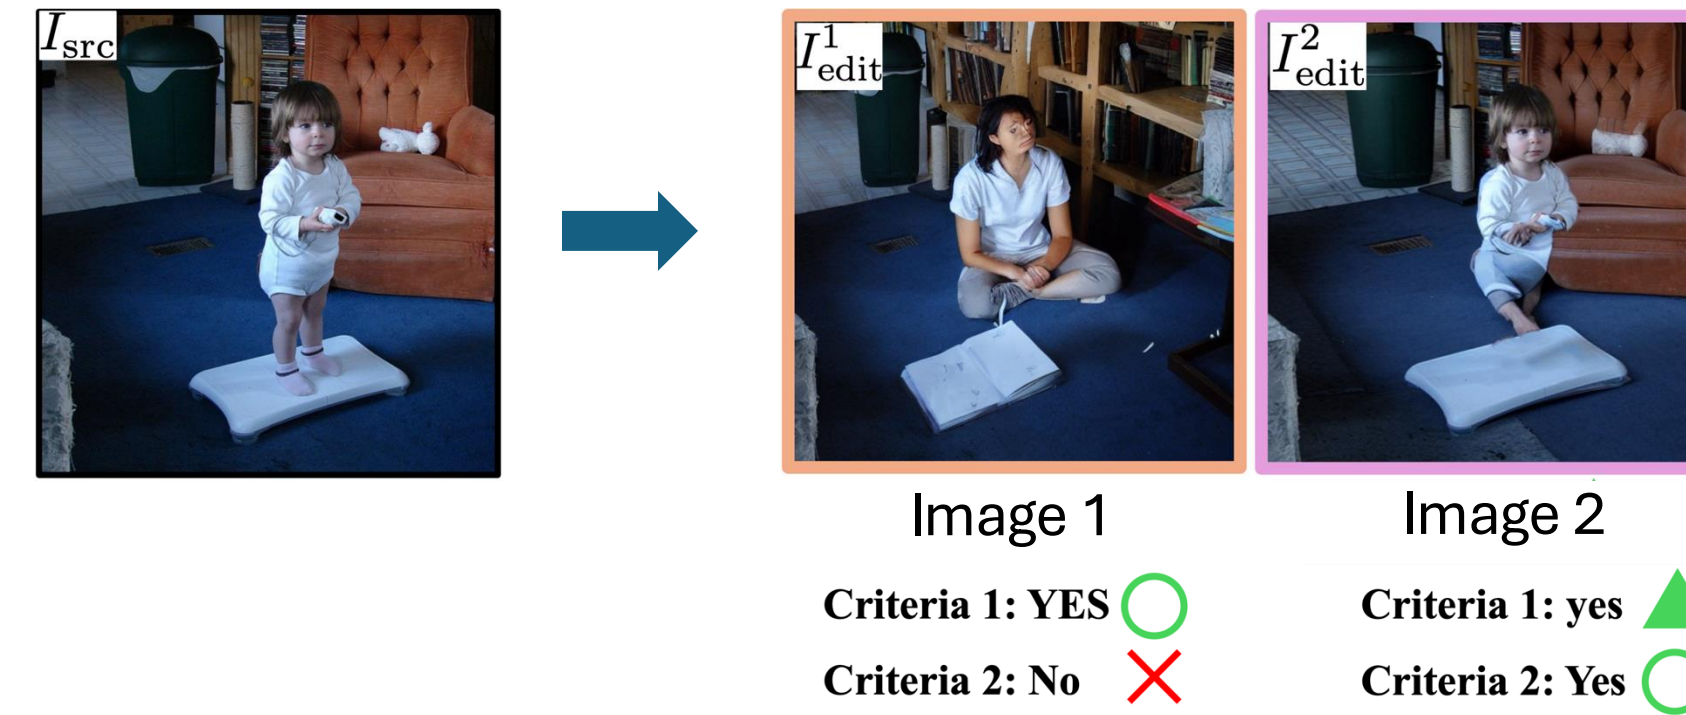 I_src
I^1_edit
I^2_edit
Image 1
Image 2
Criteria 1: YES
Criteria 1: yes
Criteria 2: No
Criteria 2: Yes